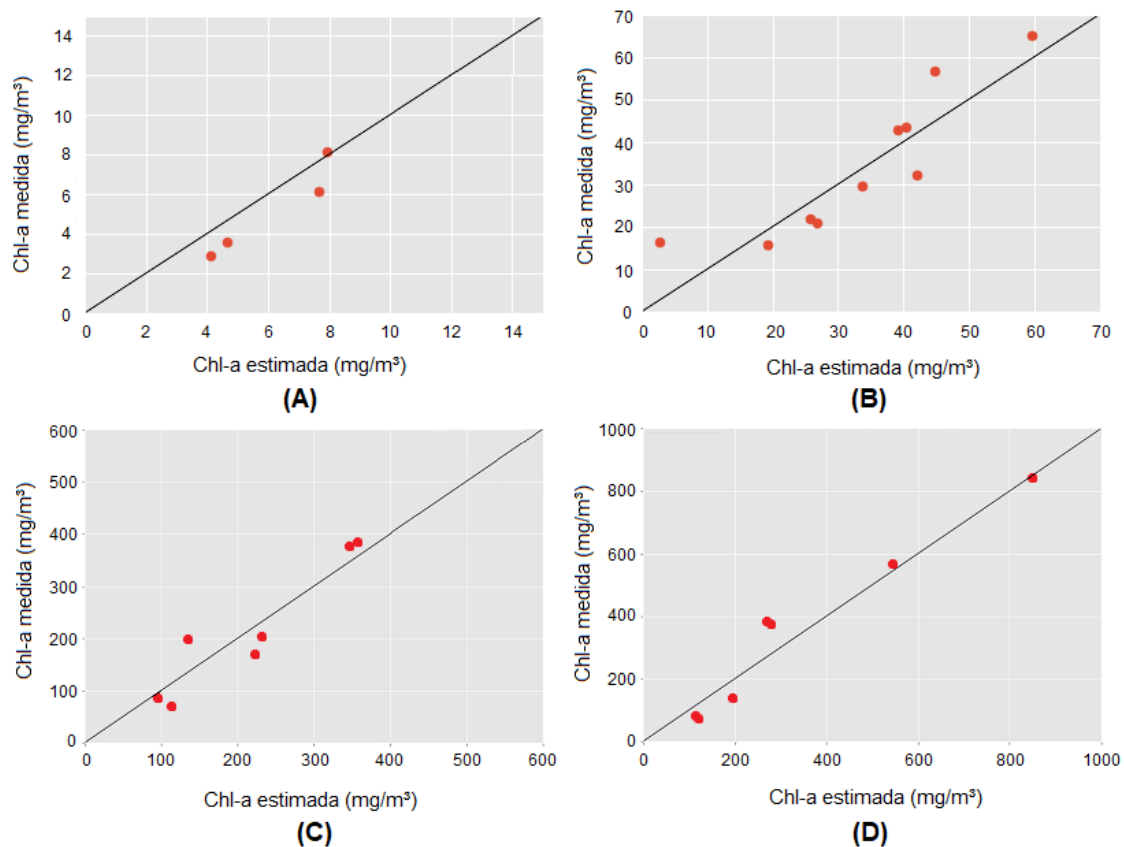 Chl-a medida (mg/m³)
14
12
10
8
6
4
2
0
0 2 4 6 8 10 12 14
Chl-a estimada (mg/m³)
(A)
Chl-a medida (mg/m³)
70
60
50
40
30
20
10
0
0 10 20 30 40 50 60 70
Chl-a estimada (mg/m³)
(B)
Chl-a medida (mg/m³)
600
500
400
300
200
100
0
0 100 200 300 400 500 600
Chl-a estimada (mg/m³)
(C)
Chl-a medida (mg/m³)
1000
800
600
400
200
0
0 200 400 600 800 1000
Chl-a estimada (mg/m³)
(D)